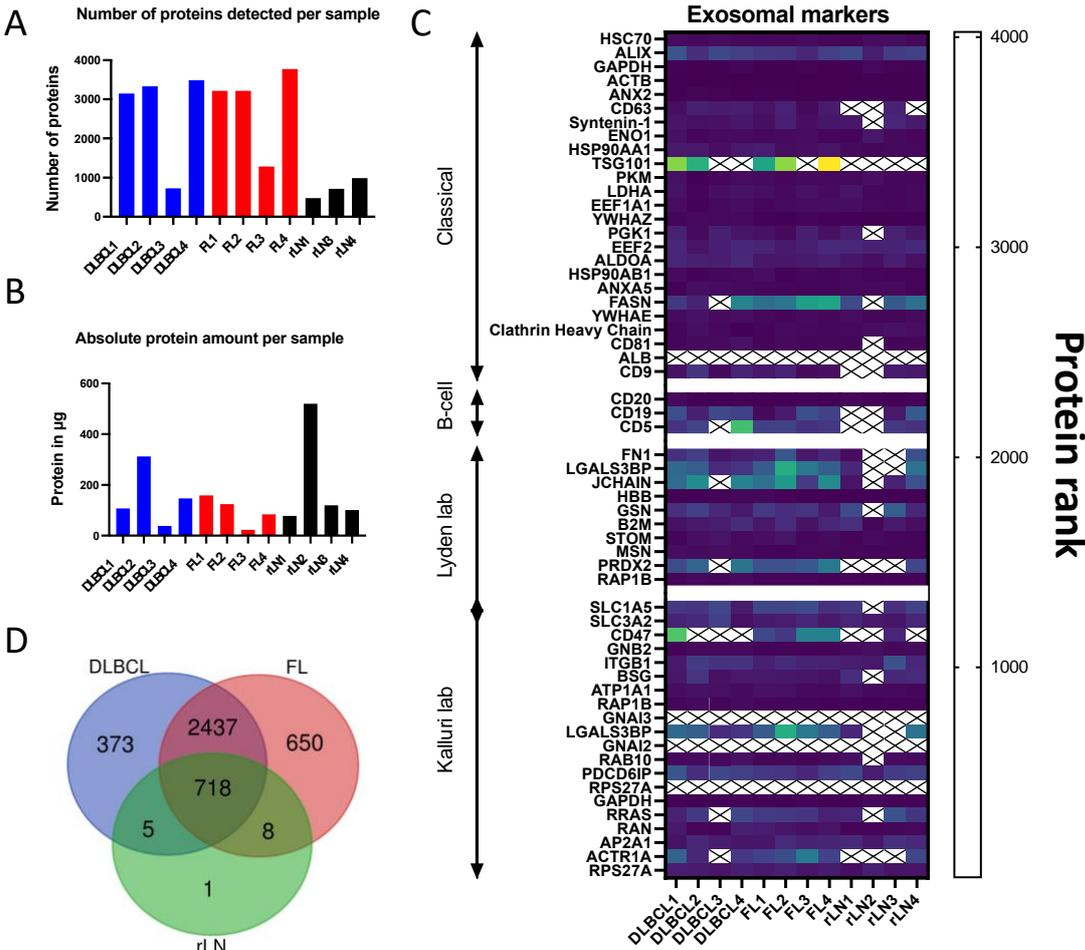 A
Number of proteins detected per sample
Number of proteins
4000
3000
2000
1000
0
DLBCL1
DLBCL2
DLBCL3
DLBCL4
FL1
FL2
FL3
FL4
rLN1
rLN3
rLN4
B
Absolute protein amount per sample
Protein in µg
600
400
200
0
DLBCL1
DLBCL2
DLBCL3
DLBCL4
FL1
FL2
FL3
FL4
rLN1
rLN2
rLN3
rLN4
C
Exosomal markers
Classical
B-cell
Lyden lab
Kalluri lab
HSC70
ALIX
GAPDH
ACTB
ANX2
CD63
Syntenin-1
ENO1
HSP90AA1
TSG101
PKM
LDHA
EEF1A1
YWHAZ
PGK1
EEF2
ALDOA
HSP90AB1
ANXA5
FASN
YWHAE
Clathrin Heavy Chain
CD81
ALB
CD9
CD20
CD19
CD5
FN1
LGALS3BP
JCHAIN
HBB
GSN
B2M
STOM
MSN
PRDX2
RAP1B
SLC1A5
SLC3A2
CD47
GNB2
ITGB1
BSG
ATP1A1
RAP1B
GNAI3
LGALS3BP
GNAI2
RAB10
PDCD6IP
RPS27A
GAPDH
RRAS
RAN
AP2A1
ACTR1A
RPS27A
DLBCL1
DLBCL2
DLBCL3
DLBCL4
FL1
FL2
FL3
FL4
rLN1
rLN2
rLN3
rLN4
4000
3000
2000
1000
Protein rank
D
DLBCL
FL
373
2437
650
718
5
8
1
rLN